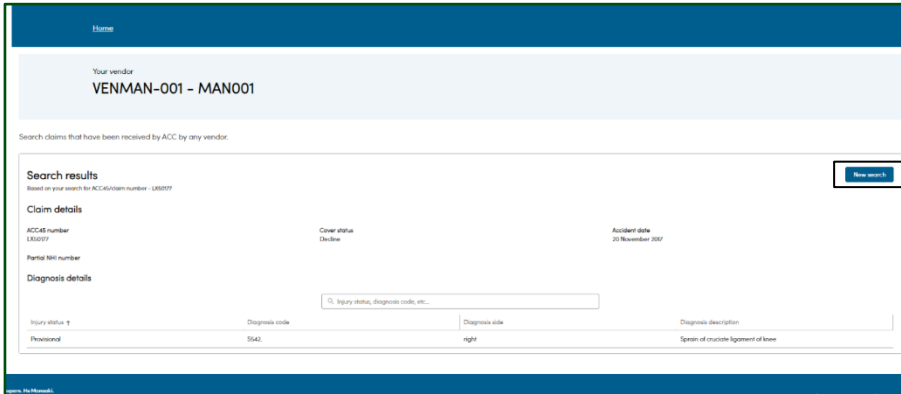 Home
Your vendor
VENMAN-001 - MAN001
Search claims that have been received by ACC by any vendor.
Search results
New search
Based on your search for ACC45/claim number - LX50177
Claim details
ACC45 number Cover status Accident date
LX50177 Decline 20 November 2017
Partial NHI number
Diagnosis details
Injury status, diagnosis code, etc...
Injury status ↑ Diagnosis code Diagnosis side Diagnosis description
Provisional S542. right Sprain of cruciate ligament of knee
He Manaaki.